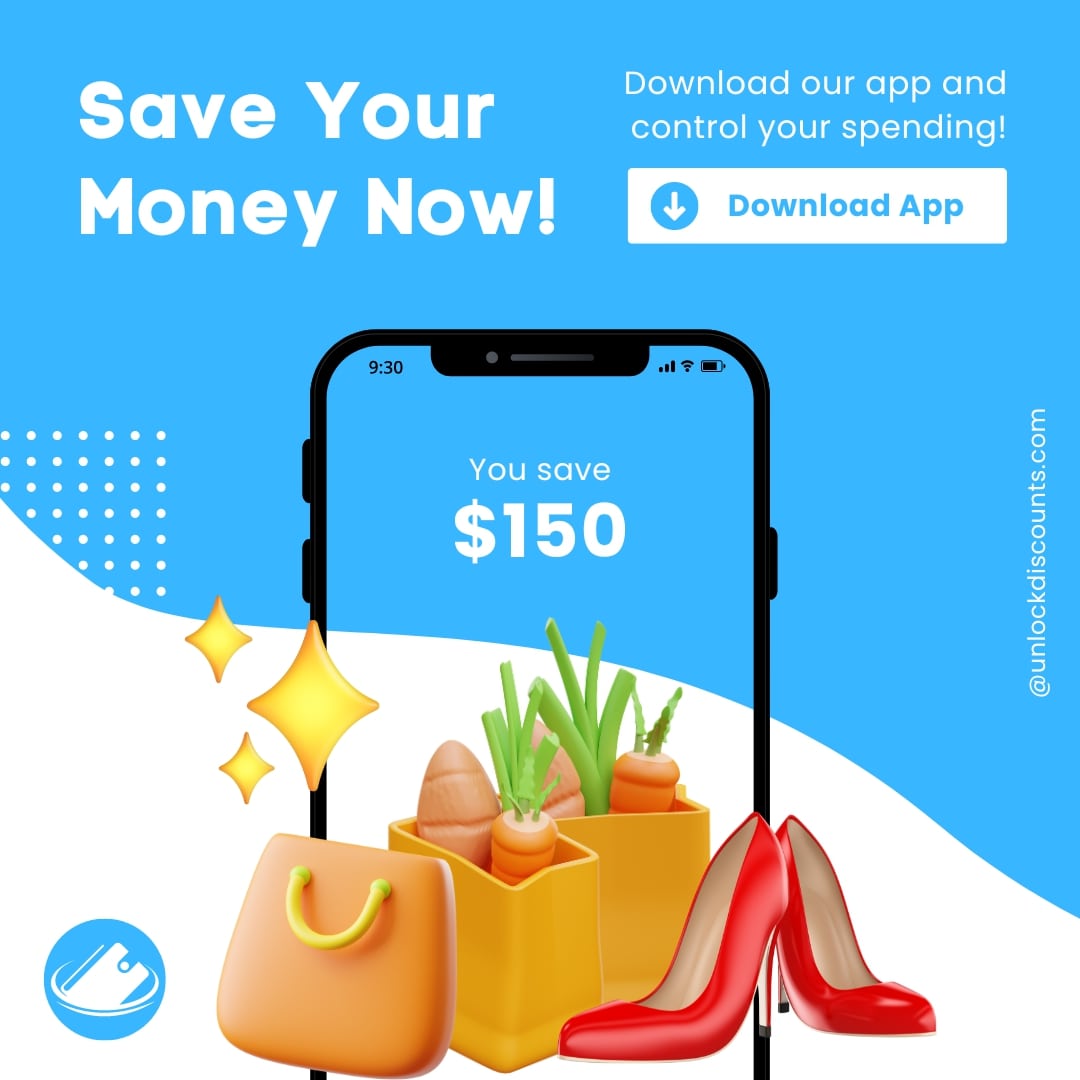 Save Your
Money Now!
Download our app and
control your spending!
Download App
9:30
You save
$150
@unlockdiscounts.com